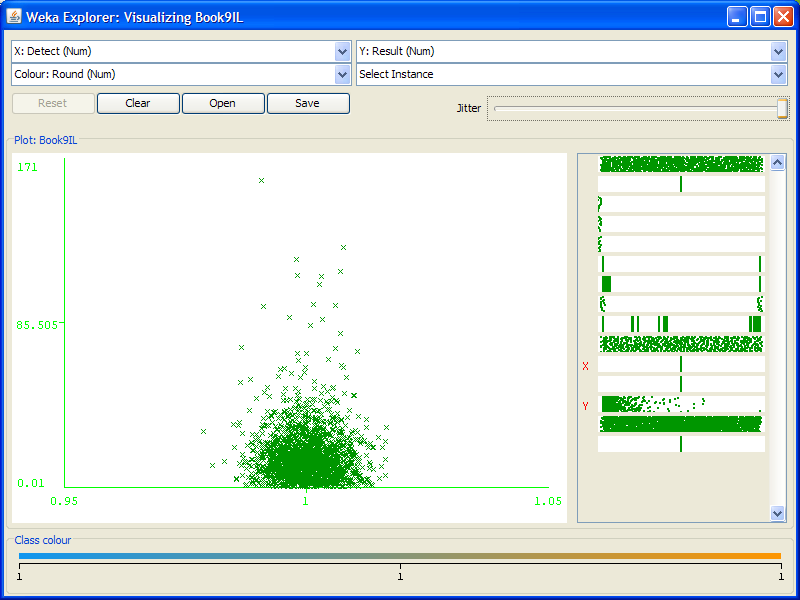 Weka Explorer: Visualizing Book9IL
X: Detect (Num)
Y: Result (Num)
Colour: Round (Num)
Select Instance
Reset
Clear
Open
Save
Jitter
Plot: Book9IL
171
85.505
0.01
0.95
1
1.05
X
Y
Class colour
1
1
1